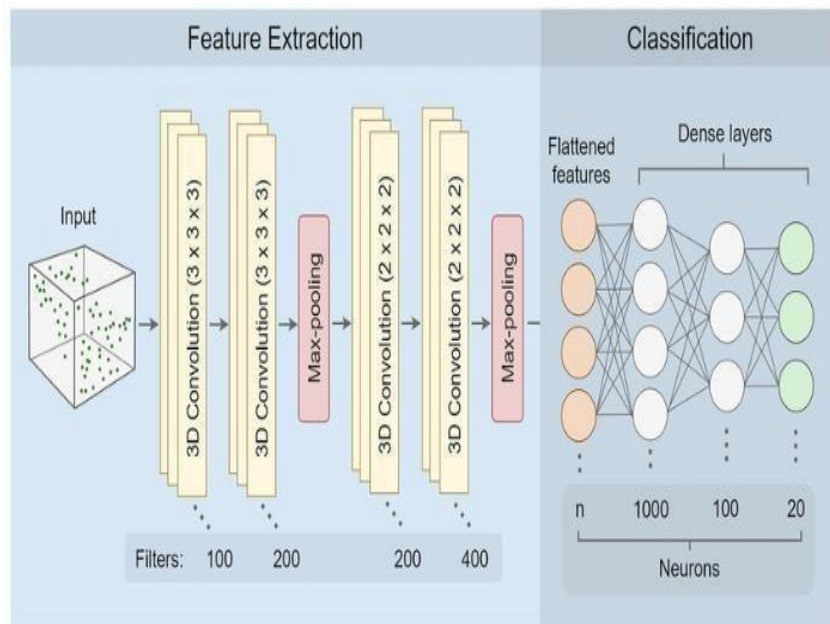 Feature Extraction
Classification
Input
3D Convolution (3 x 3 x 3)
3D Convolution (3 x 3 x 3)
Max-pooling
3D Convolution (2 x 2 x 2)
3D Convolution (2 x 2 x 2)
Max-pooling
Filters: 100 200 200 400
Flattened
features
Dense layers
n 1000 100 20
Neurons